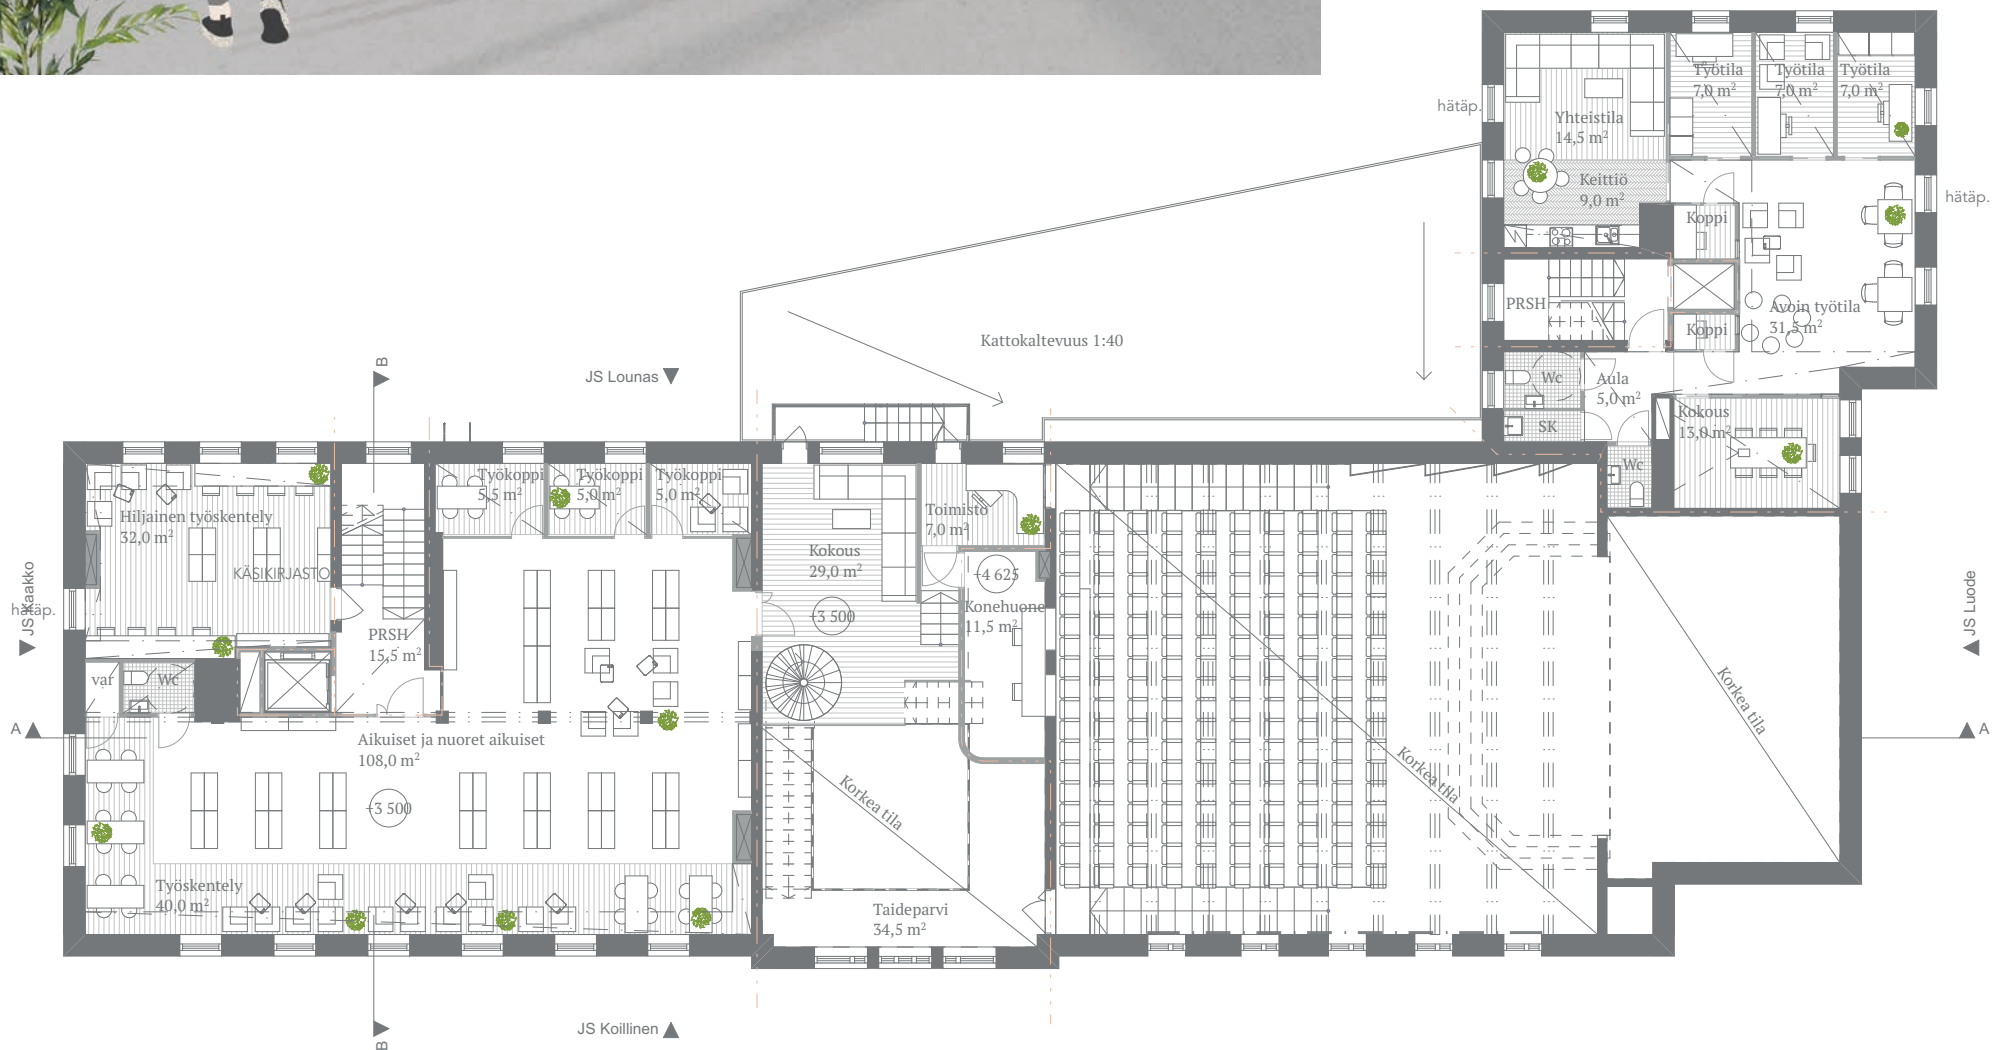 hätäp.
Työtila
7,0 m²
Työtila
7,0 m²
Työtila
7,0 m²
Yhteistila
14,5 m²
Keittiö
9,0 m²
hätäp.
Koppi
PRSH
Avoin työtila
31,5 m²
Koppi
Kattokaltevuus 1:40
B
JS Lounas
Wc
Aula
5,0 m²
SK
Kokous
13,0 m²
Wc
Työkoppi
5,5 m²
Työkoppi
5,0 m²
Työkoppi
5,0 m²
Hiljainen työskentely
32,0 m²
KÄSIKIRJASTO
Toimisto
7,0 m²
Kokous
29,0 m²
+4 625
+3 500
Konehuone
11,5 m²
JS Kaakko
hätäp.
JS Luode
PRSH
15,5 m²
var
Wc
Korkea tila
A
A
Aikuiset ja nuoret aikuiset
108,0 m²
+3 500
Korkea tila
Korkea tila
Työskentely
40,0 m²
Taideparvi
34,5 m²
B
JS Koillinen